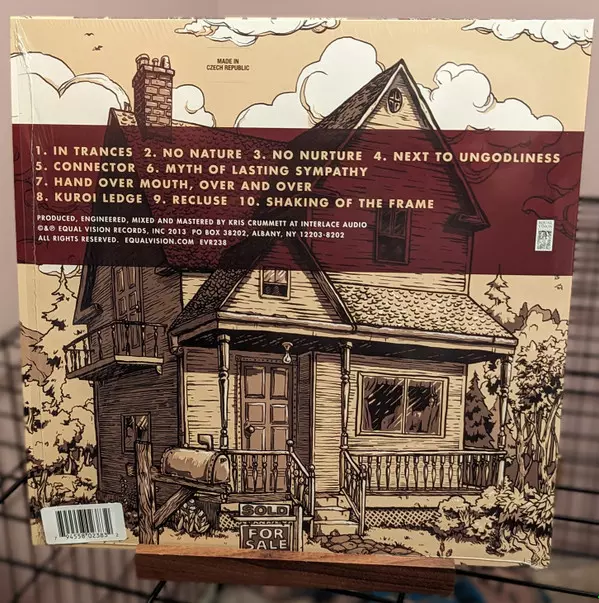 MADE IN
CZECH REPUBLIC
1. IN TRANCES 2. NO NATURE 3. NO NURTURE 4. NEXT TO UNGODLINESS
5. CONNECTOR 6. MYTH OF LASTING SYMPATHY
7. HAND OVER MOUTH, OVER AND OVER
8. KUROI LEDGE 9. RECLUSE 10. SHAKING OF THE FRAME
PRODUCED, ENGINEERED, MIXED AND MASTERED BY KRIS CRUMMETT AT INTERLACE AUDIO
©&℗ EQUAL VISION RECORDS, INC 2013 PO BOX 38202, ALBANY, NY 12203-8202
ALL RIGHTS RESERVED. EQUALVISION.COM EVR238
SOLD
FOR
SALE